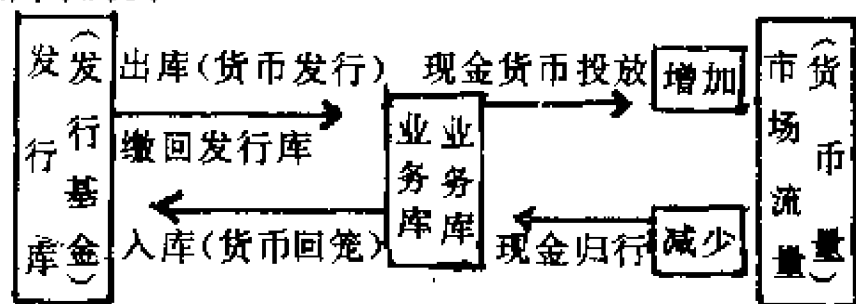 发行库
（发行基金）
出库(货币发行)
缴回发行库
入库(货币回笼)
业务库
业务库
现金货币投放
现金归行
增加
减少
市场流量
（货币量）